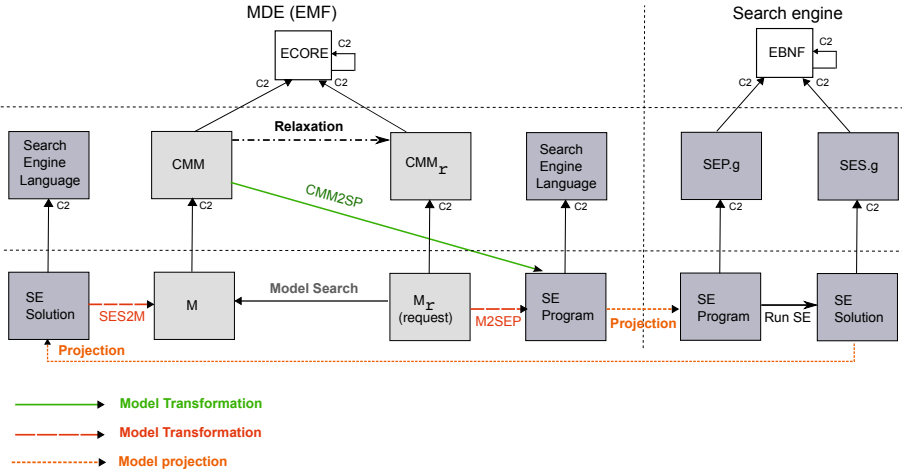 MDE (EMF)
Search engine
ECORE
C2
C2
C2
EBNF
C2
C2
C2
Search
Engine
Language
CMM
Relaxation
CMMr
Search
Engine
Language
SEP.g
SES.g
CMM2SP
C2
C2
C2
C2
C2
C2
SE
Solution
SES2M
M
Model Search
Mr
(request)
M2SEP
SE
Program
Projection
SE
Program
Run SE
SE
Solution
Projection
Model Transformation
Model Transformation
Model projection